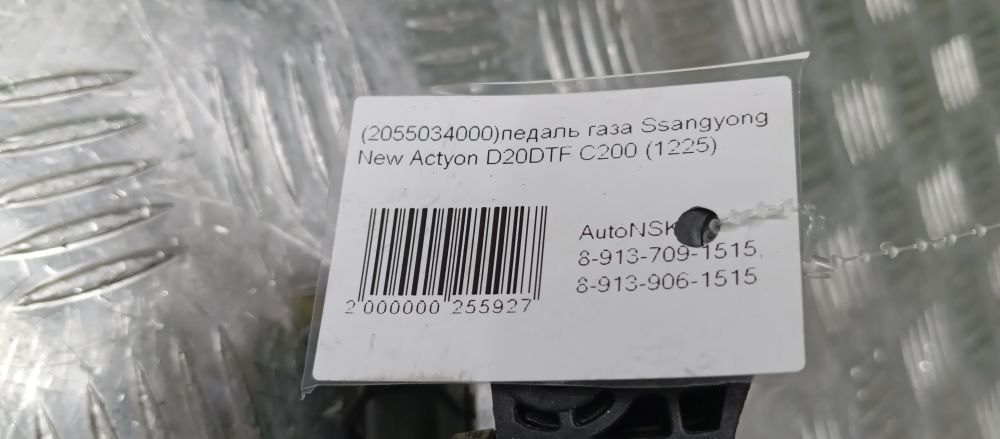 (2055034000)педаль газа Ssangyong
New Actyon D20DTF C200 (1225)
AutoNSK
8-913-709-1515,
8-913-906-1515
2 000000 255927